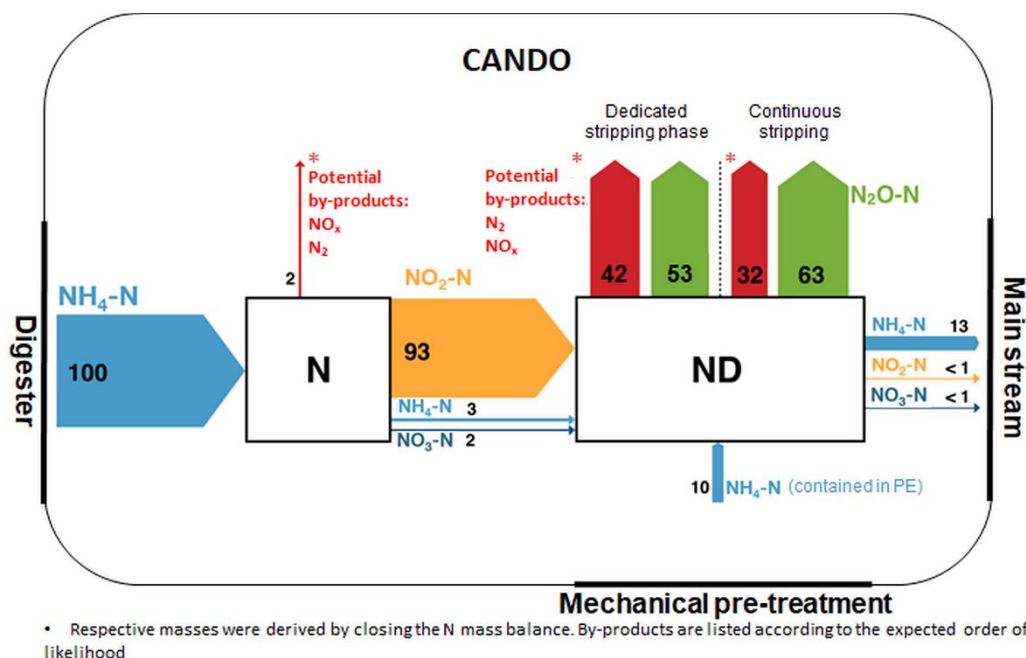 CANDO
Dedicated
stripping phase
Continuous
stripping
*
Potential
by-products:
NOₓ
N₂
2
*
Potential
by-products:
N₂
NOₓ
*
N₂O-N
42
53
32
63
NH₄-N
100
N
NO₂-N
93
NH₄-N 3
NO₃-N 2
ND
NH₄-N 13
NO₂-N < 1
NO₃-N < 1
10 NH₄-N (contained in PE)
Digester
Main stream
Mechanical pre-treatment
• Respective masses were derived by closing the N mass balance. By-products are listed according to the expected order of
likelihood